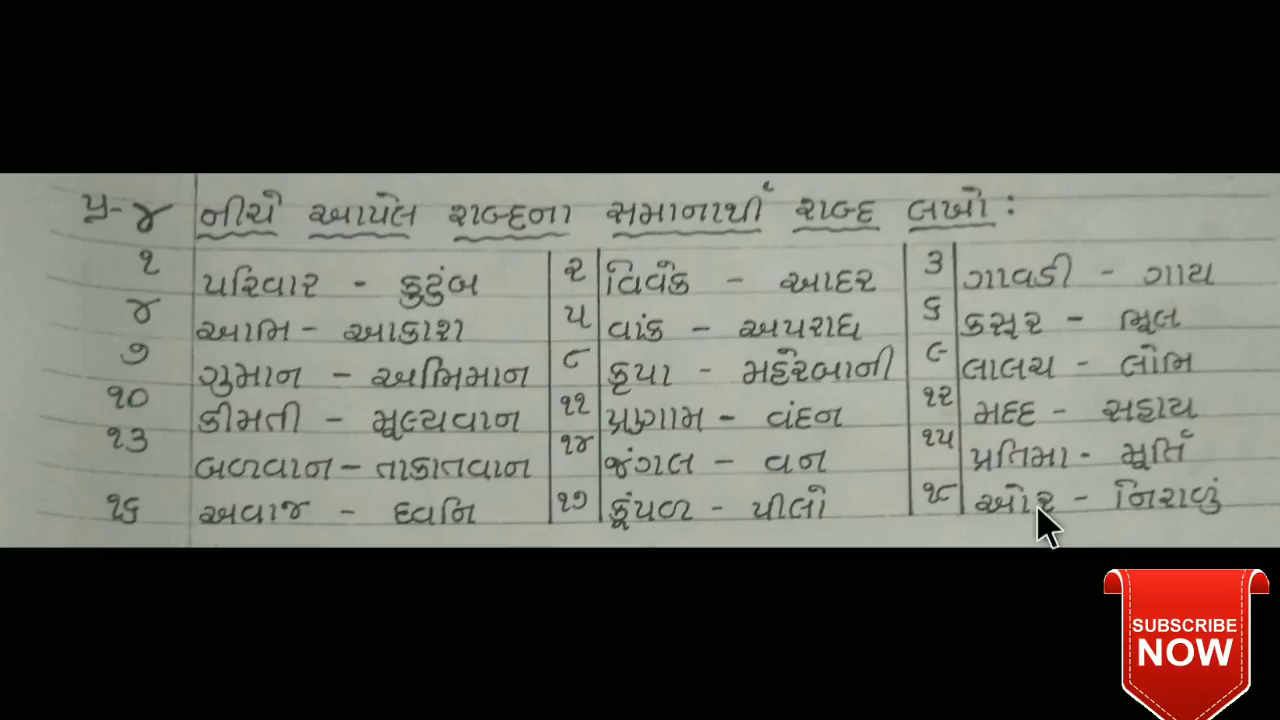 પ્ર-૪ નીચે આપેલ શબ્દના સમાનાર્થી શબ્દ લખો :
૧ પરિવાર - કુટુંબ ૨ વિવેક - આદર ૩ ગાવડી - ગાય
૪ આભ - આકાશ ૫ વાંક - અપરાધ ૬ કસૂર - ભૂલ
૭ ગુમાન - અભિમાન ૮ કૃપા - મહેરબાની ૯ લાલચ - લોભ
૧૦ કીમતી - મૂલ્યવાન ૧૧ પ્રણામ - વંદન ૧૨ મદદ - સહાય
૧૩ બળવાન - તાકાતવાન ૧૪ જંગલ - વન ૧૫ પ્રતિમા - મૂર્તિ
૧૬ અવાજ - ધ્વનિ ૧૭ કૂંપળ - પીલો ૧૮ ઓર - નિરાળું
SUBSCRIBE
NOW